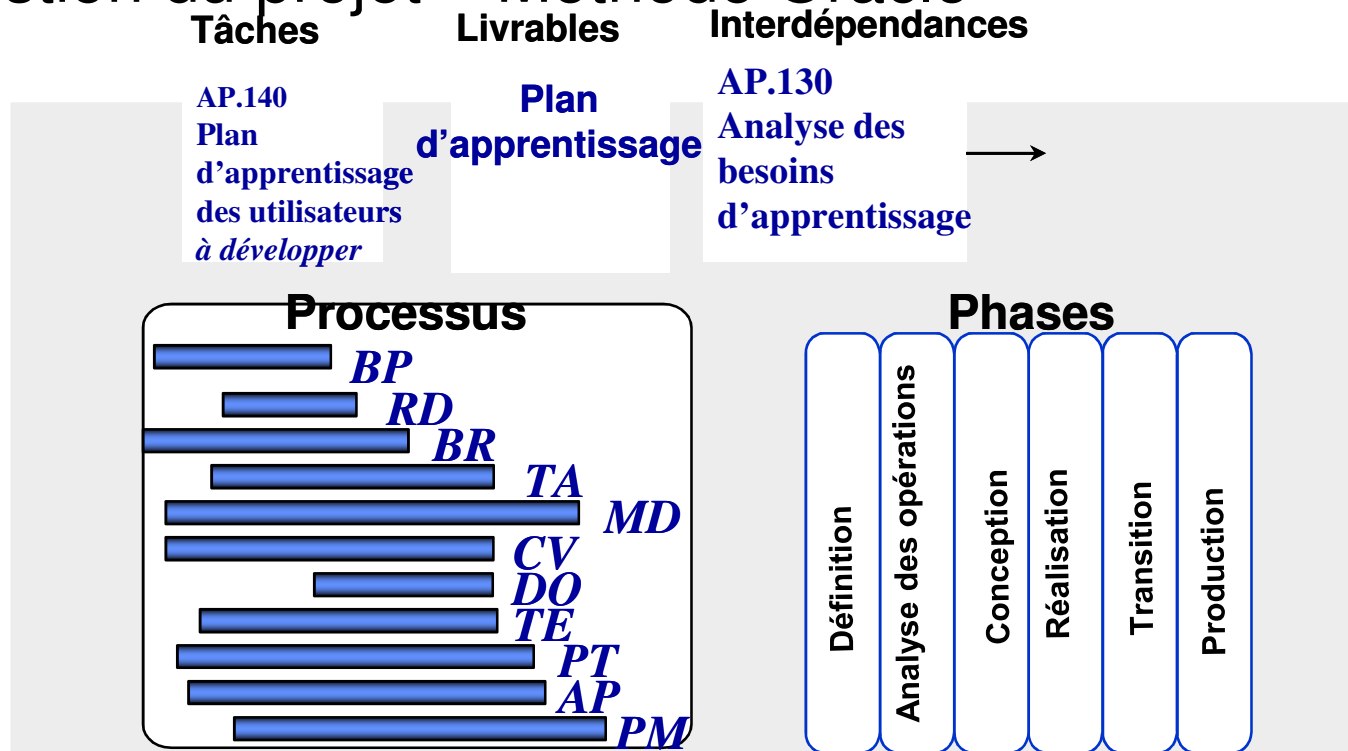 Tâches
Livrables
Interdépendances
AP.140
Plan
d’apprentissage
des utilisateurs
à développer
Plan
d’apprentissage
AP.130
Analyse des
besoins
d’apprentissage
Processus
BP
RD
BR
TA
MD
CV
DO
TE
PT
AP
PM
Phases
Définition
Analyse des opérations
Conception
Réalisation
Transition
Production